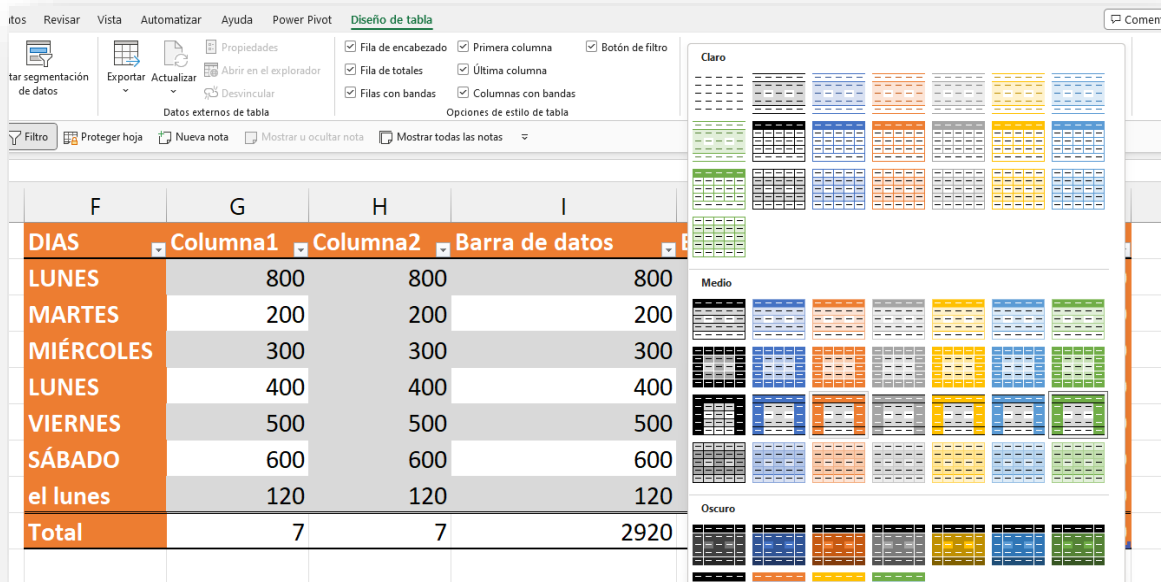 Revisar Vista Automatizar Ayuda Power Pivot Diseño de tabla
Comen
tar segmentación de datos
Exportar Actualizar
Propiedades
Abrir en el explorador
Desvincular
Datos externos de tabla
Fila de encabezado Primera columna Botón de filtro
Fila de totales Última columna
Filas con bandas Columnas con bandas
Opciones de estilo de tabla
Filtro Proteger hoja Nueva nota Mostrar u ocultar nota Mostrar todas las notas
F G H I
DIAS Columna1 Columna2 Barra de datos
LUNES 800 800 800
MARTES 200 200 200
MIÉRCOLES 300 300 300
LUNES 400 400 400
VIERNES 500 500 500
SÁBADO 600 600 600
el lunes 120 120 120
Total 7 7 2920
Claro
Medio
Oscuro